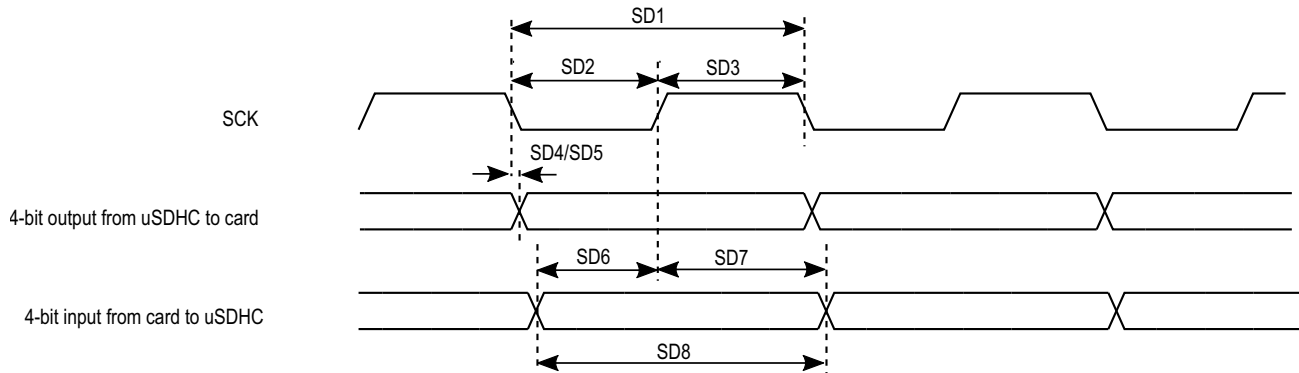 SD1
SD2
SD3
SCK
SD4/SD5
4-bit output from uSDHC to card
SD6
SD7
4-bit input from card to uSDHC
SD8